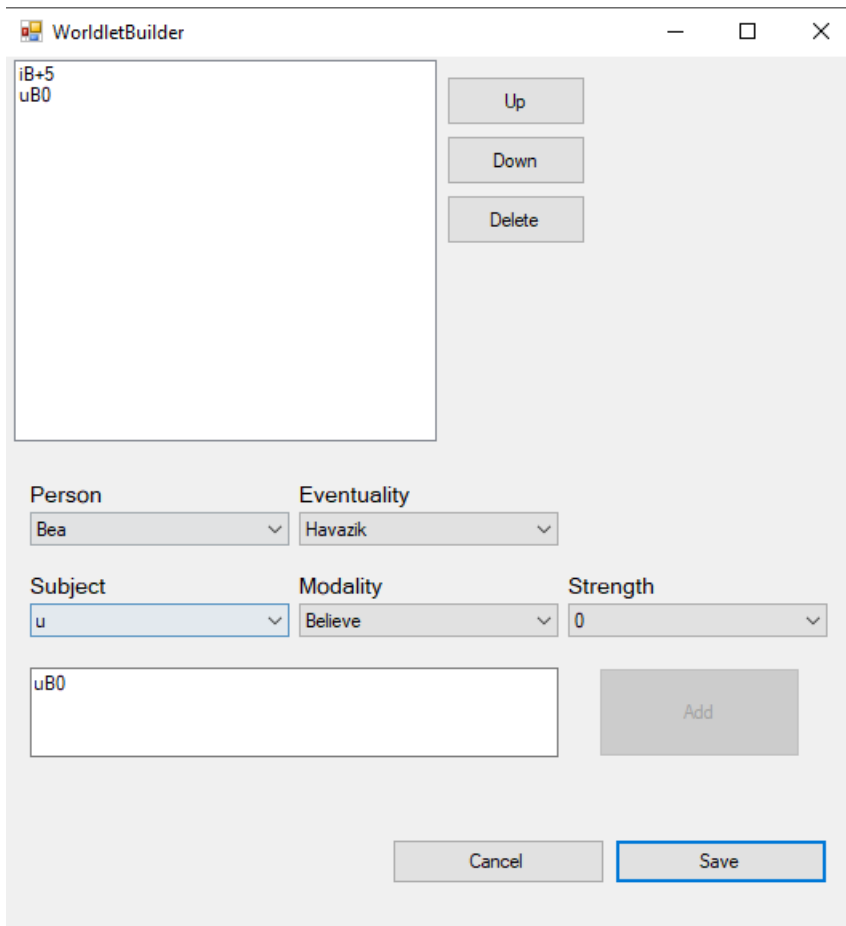 WorldletBuilder
iB+5
uB0
Up
Down
Delete
Person Eventuality
Bea Havazik
Subject Modality Strength
u Believe 0
uB0
Add
Cancel Save